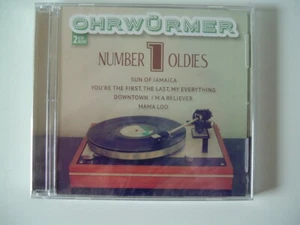 OHRWÜRMER
2
NUMBER 1 OLDIES
SUN OF JAMAICA
YOU'RE THE FIRST, THE LAST, MY EVERYTHING
DOWNTOWN I'M A BELIEVER
MAMA LOO